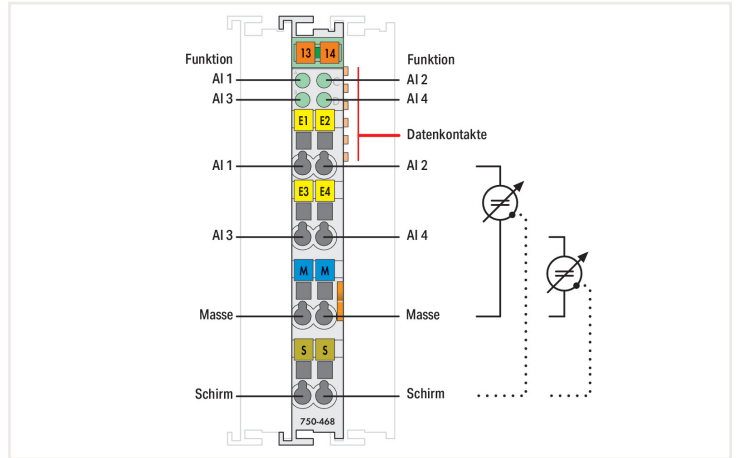 13 14
Funktion Funktion
AI 1 AI 2
AI 3 AI 4
E1 E2
Datenkontakte
AI 1 AI 2
E3 E4
AI 3 AI 4
M M
Masse Masse
S S
Schirm Schirm
750-468